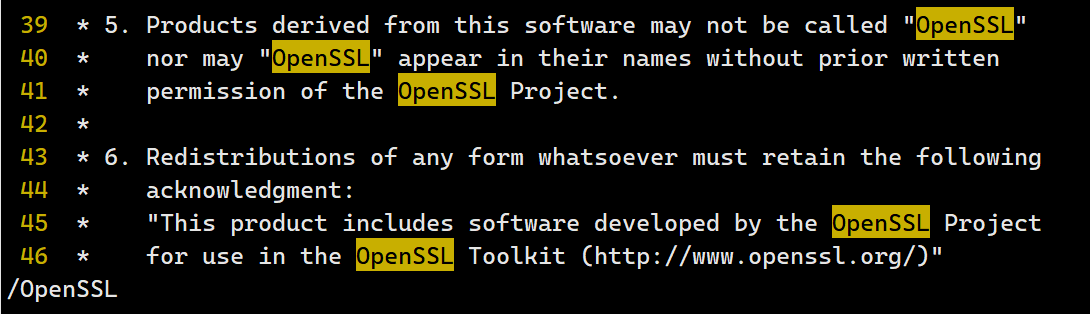 39  * 5. Products derived from this software may not be called "OpenSSL"
40  *    nor may "OpenSSL" appear in their names without prior written
41  *    permission of the OpenSSL Project.
42  *
43  * 6. Redistributions of any form whatsoever must retain the following
44  *    acknowledgment:
45  *    "This product includes software developed by the OpenSSL Project
46  *    for use in the OpenSSL Toolkit (http://www.openssl.org/)"
/OpenSSL